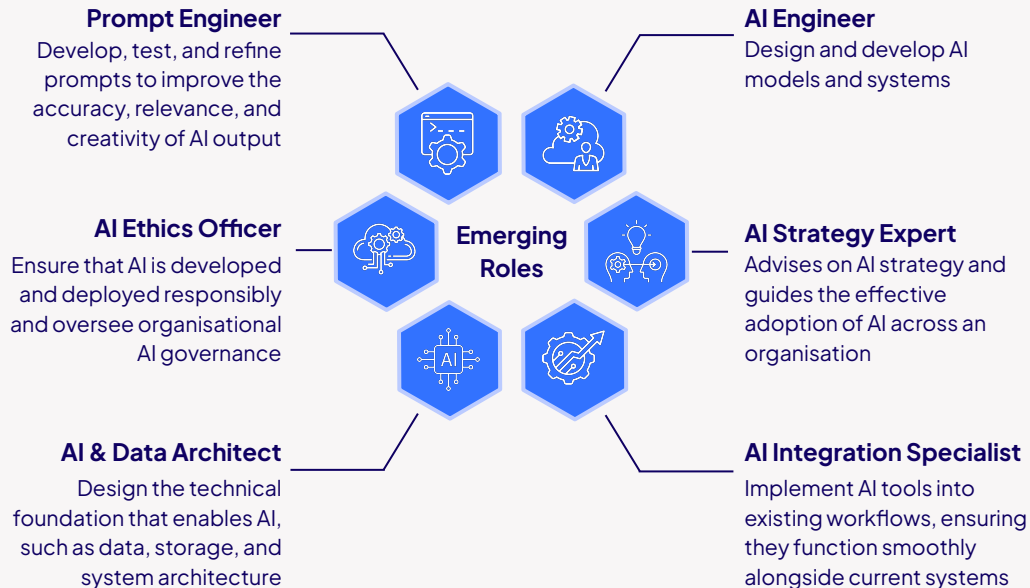 Prompt Engineer
Develop, test, and refine
prompts to improve the
accuracy, relevance, and
creativity of AI output
AI Engineer
Design and develop AI
models and systems
AI Ethics Officer
Ensure that AI is developed
and deployed responsibly
and oversee organisational
AI governance
Emerging
Roles
AI Strategy Expert
Advises on AI strategy and
guides the effective
adoption of AI across an
organisation
AI & Data Architect
Design the technical
foundation that enables AI,
such as data, storage, and
system architecture
AI
AI Integration Specialist
Implement AI tools into
existing workflows, ensuring
they function smoothly
alongside current systems